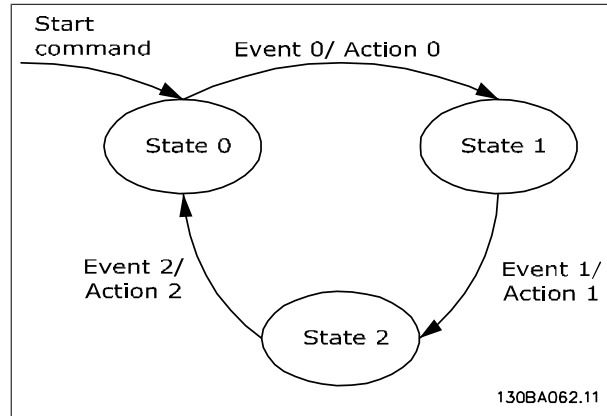 Start
command
Event 0/ Action 0
State 0
State 1
Event 2/
Action 2
Event 1/
Action 1
State 2
130BA062.11